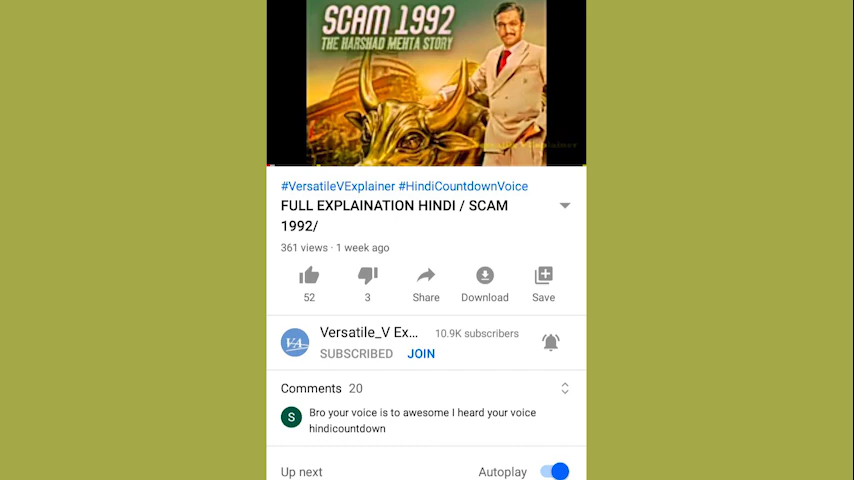 SCAM 1992
THE HARSHAD MEHTA STORY
#VersatileVExplainer #HindiCountdownVoice
FULL EXPLAINATION HINDI / SCAM
1992/
361 views · 1 week ago
52
3
Share
Download
Save
VA
Versatile_V Ex... 10.9K subscribers
SUBSCRIBED JOIN
Comments 20
S
Bro your voice is to awesome I heard your voice
hindicountdown
Up next
Autoplay